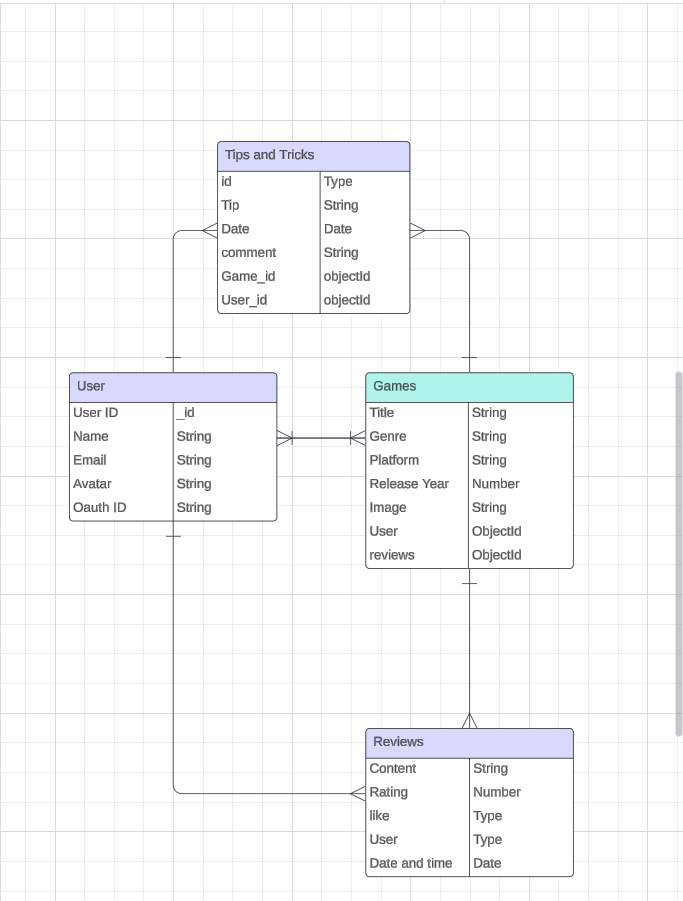 Tips and Tricks
id Type
Tip String
Date Date
comment String
Game_id objectId
User_id objectId
User
User ID _id
Name String
Email String
Avatar String
Oauth ID String
Games
Title String
Genre String
Platform String
Release Year Number
Image String
User ObjectId
reviews ObjectId
Reviews
Content String
Rating Number
like Type
User Type
Date and time Date